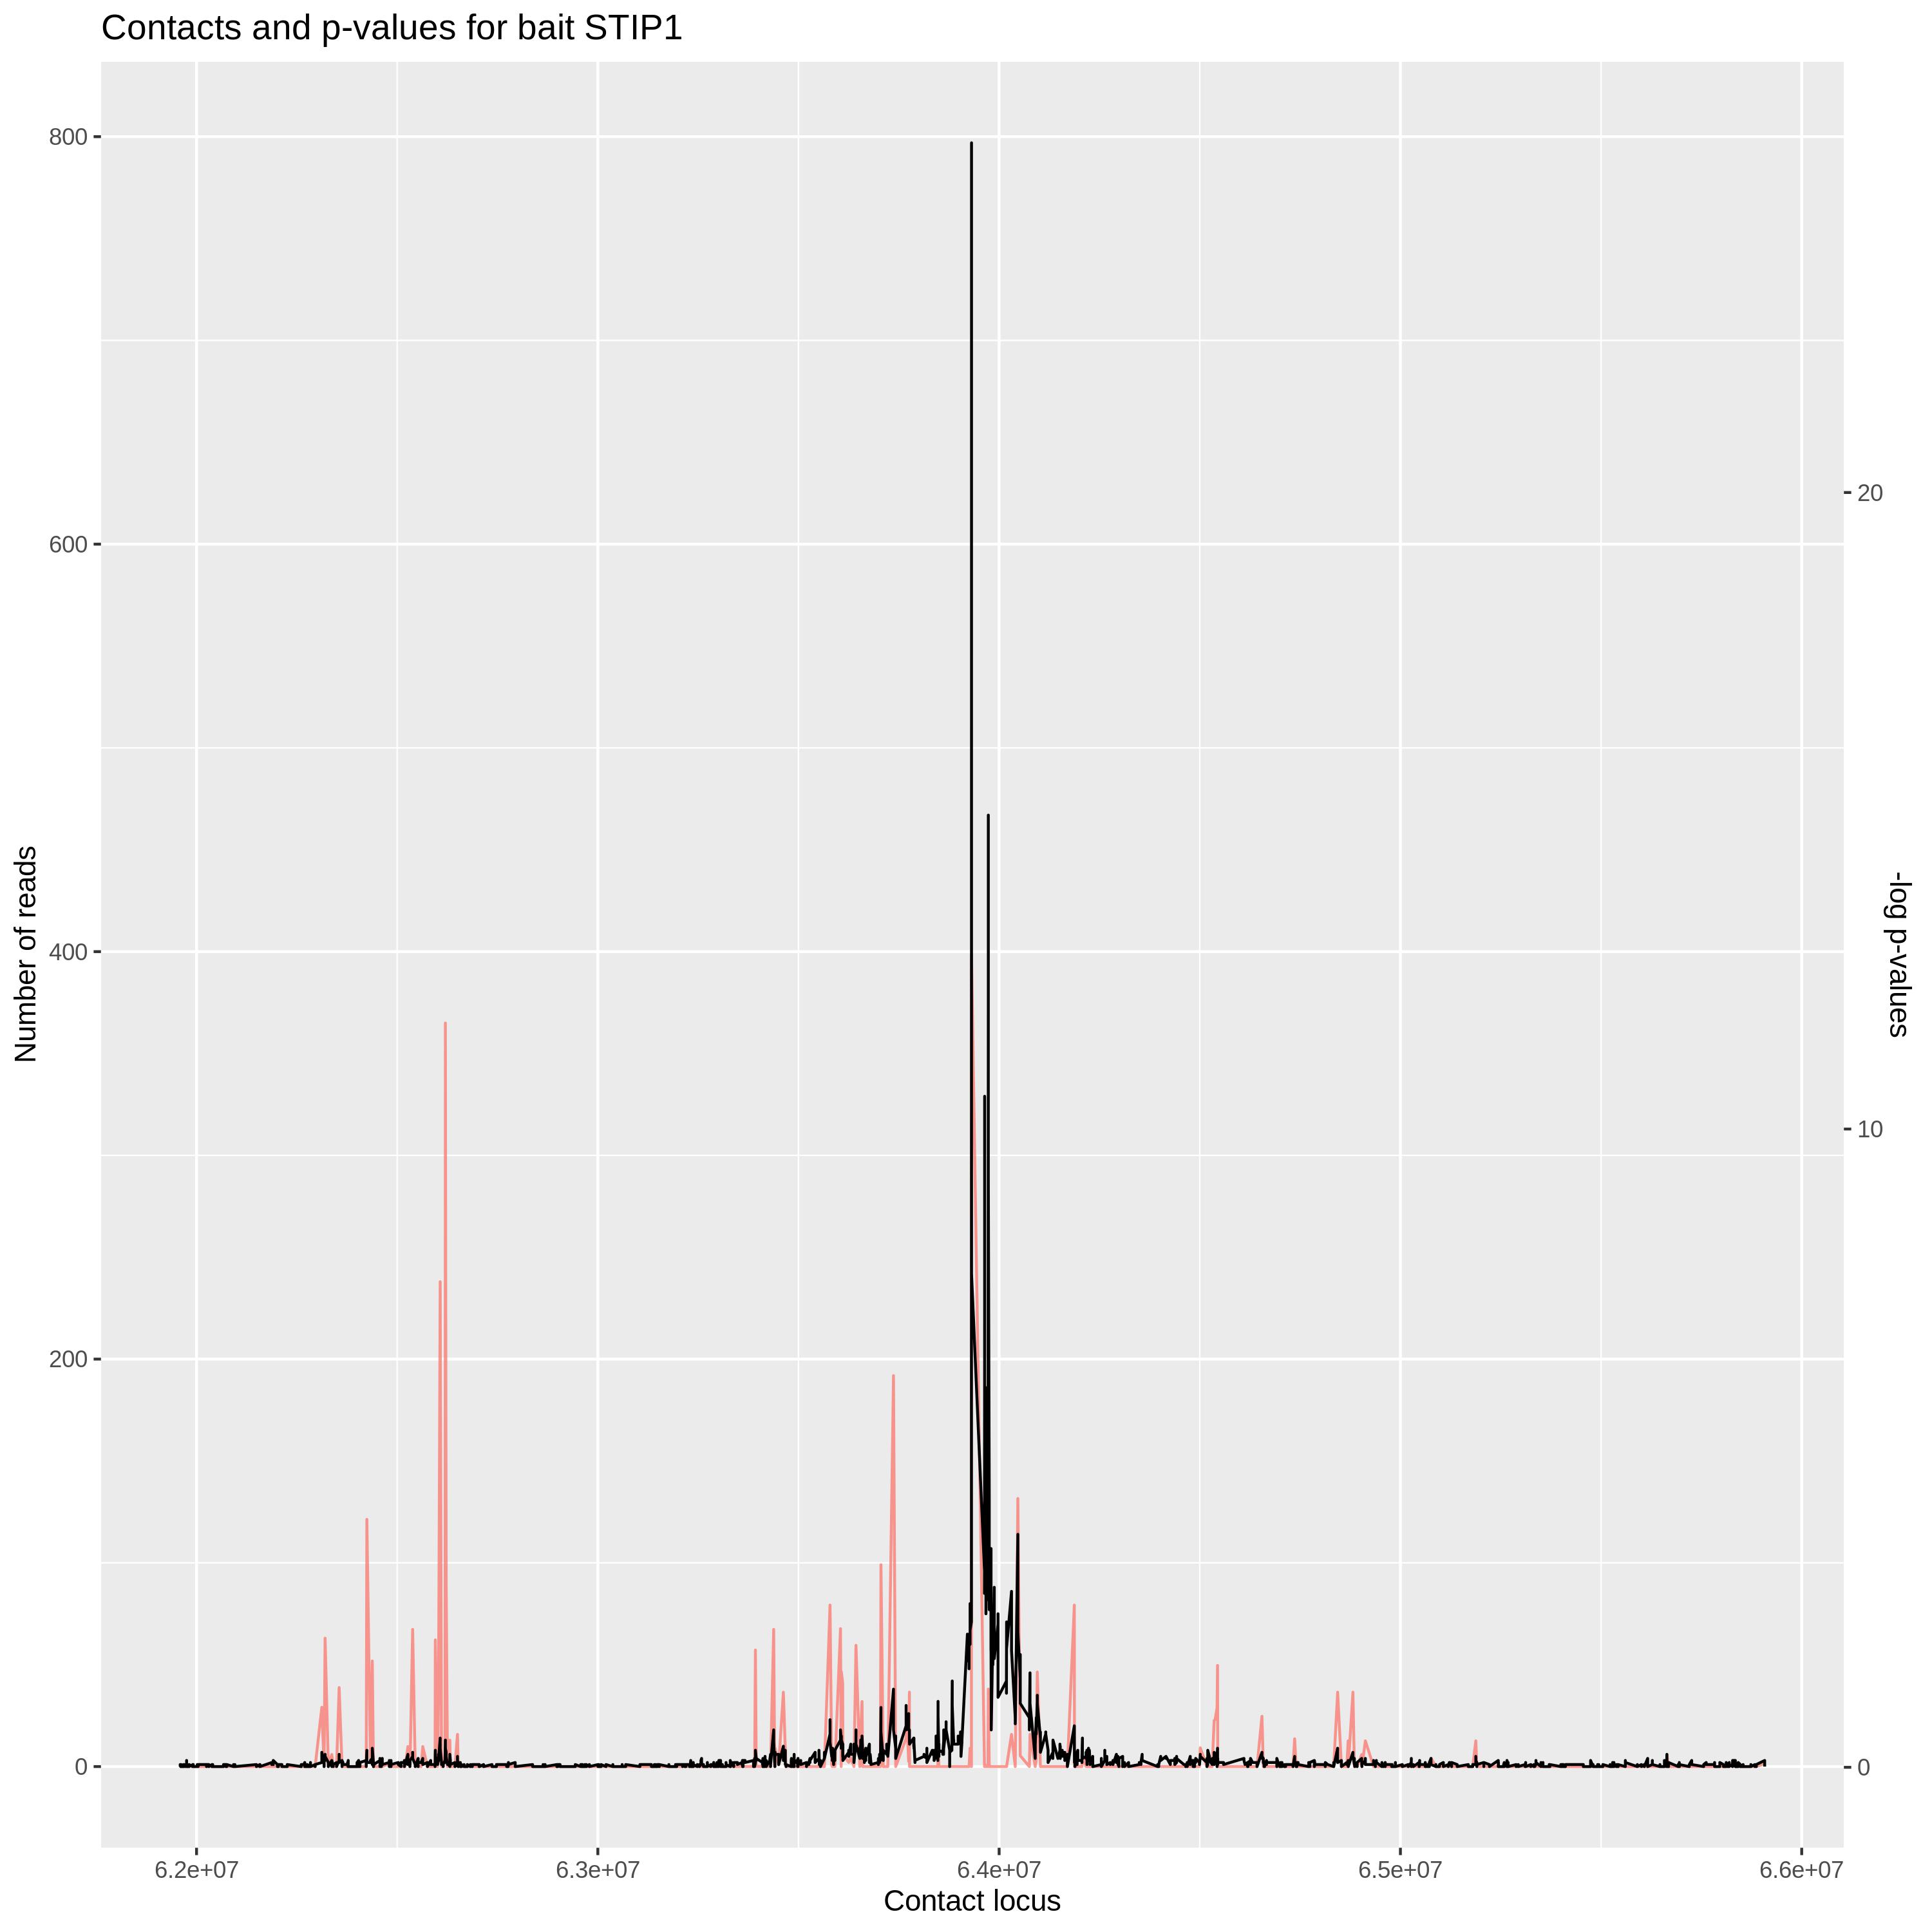 Contacts and p-values for bait STIP1
800
600
400
200
0
Number of reads
20
10
0
-log p-values
6.2e+07
6.3e+07
6.4e+07
6.5e+07
6.6e+07
Contact locus